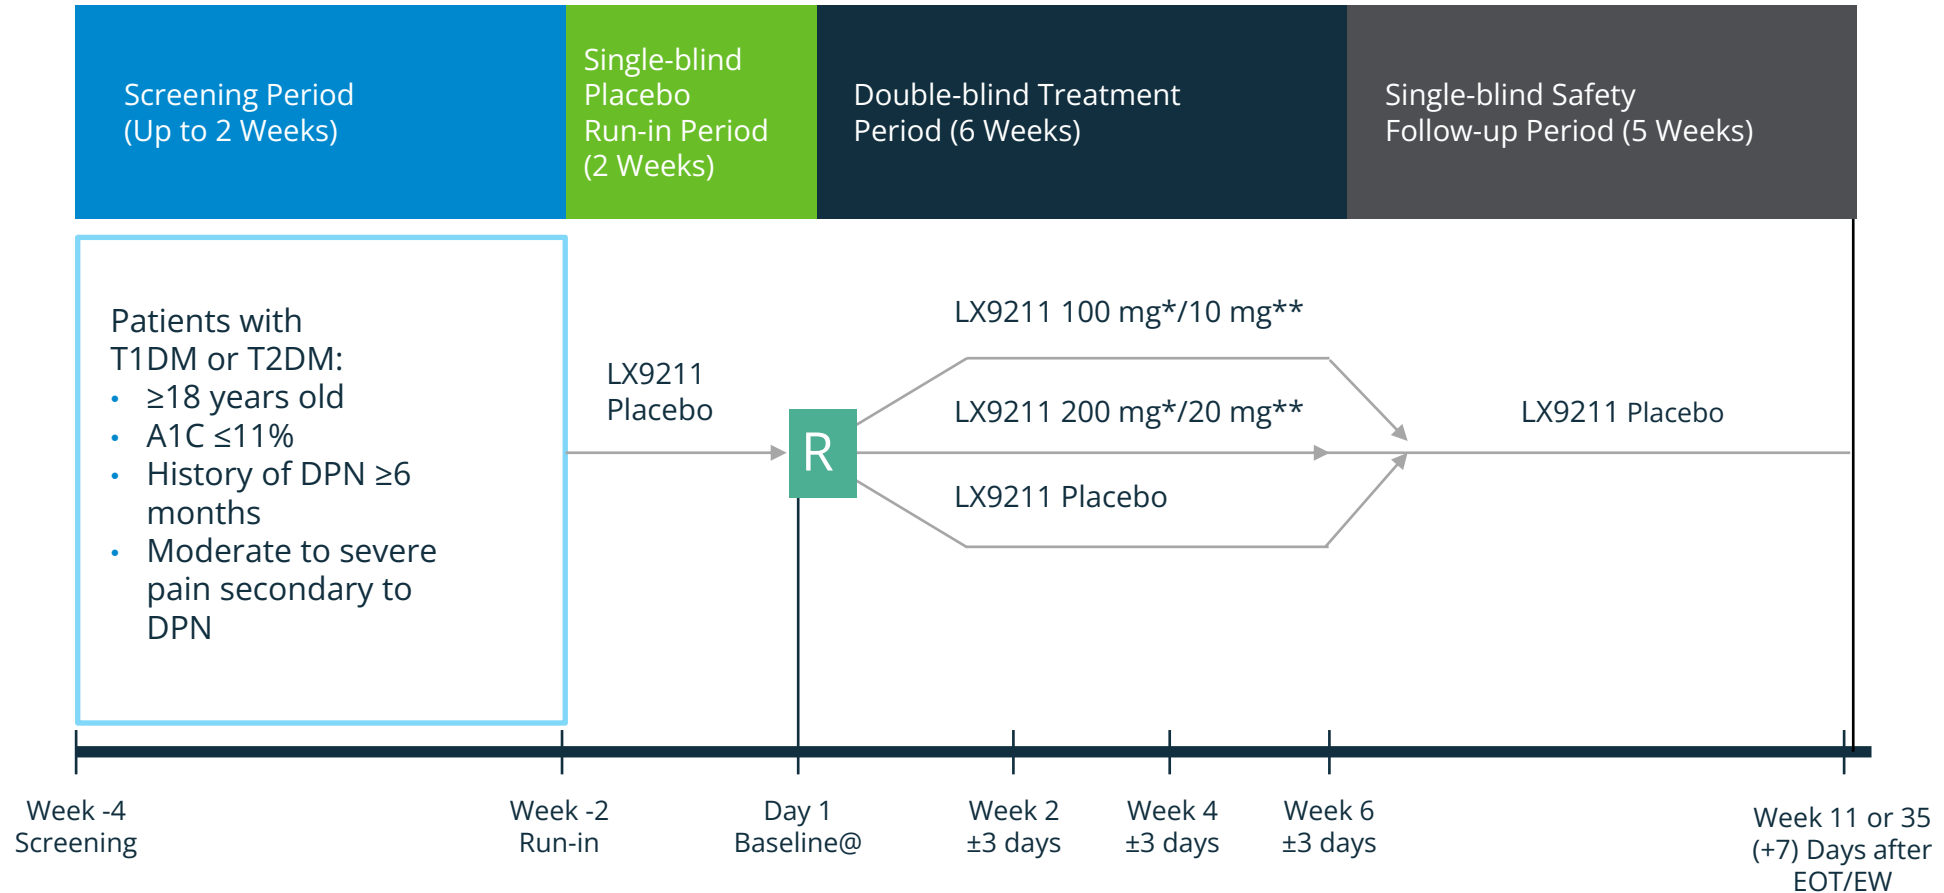 Screening Period
(Up to 2 Weeks)
Single-blind
Placebo
Run-in Period
(2 Weeks)
Double-blind Treatment
Period (6 Weeks)
Single-blind Safety
Follow-up Period (5 Weeks)
Patients with
T1DM or T2DM:
• ≥18 years old
• A1C ≤11%
• History of DPN ≥6
months
• Moderate to severe
pain secondary to
DPN
LX9211
Placebo
R
LX9211 100 mg*/10 mg**
LX9211 200 mg*/20 mg**
LX9211 Placebo
LX9211 Placebo
Week -4
Screening
Week -2
Run-in
Day 1
Baseline@
Week 2
±3 days
Week 4
±3 days
Week 6
±3 days
Week 11 or 35
(+7) Days after
EOT/EW